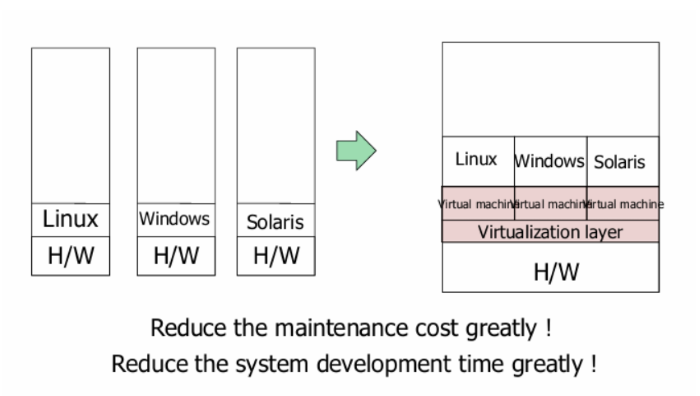 Linux
Windows
Solaris
H/W
H/W
H/W
Linux
Windows
Solaris
Virtual machine
Virtual machine
Virtual machine
Virtualization layer
H/W
Reduce the maintenance cost greatly !
Reduce the system development time greatly !